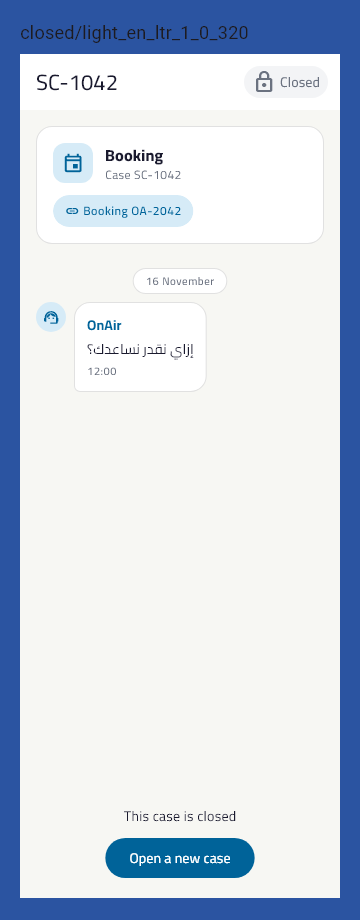 closed/light_en_ltr_1_0_320
SC-1042
Closed
Booking
Case SC-1042
Booking OA-2042
16 November
OnAir
إزاي نقدر نساعدك؟
12:00
This case is closed
Open a new case